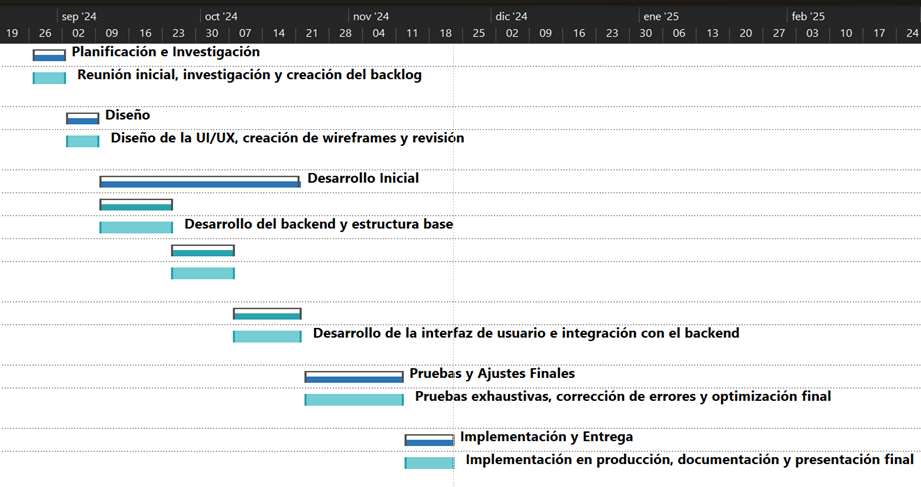 sep '24 oct '24 nov '24 dic '24 ene '25 feb '25
19 26 02 09 16 23 07 14 21 28 04 11 18 25 02 09 16 23 30 06 13 20 27 03 10 17 24
Planificación e Investigación
Reunión inicial, investigación y creación del backlog
Diseño
Diseño de la UI/UX, creación de wireframes y revisión
Desarrollo Inicial
Desarrollo del backend y estructura base
Desarrollo de la interfaz de usuario e integración con el backend
Pruebas y Ajustes Finales
Pruebas exhaustivas, corrección de errores y optimización final
Implementación y Entrega
Implementación en producción, documentación y presentación final